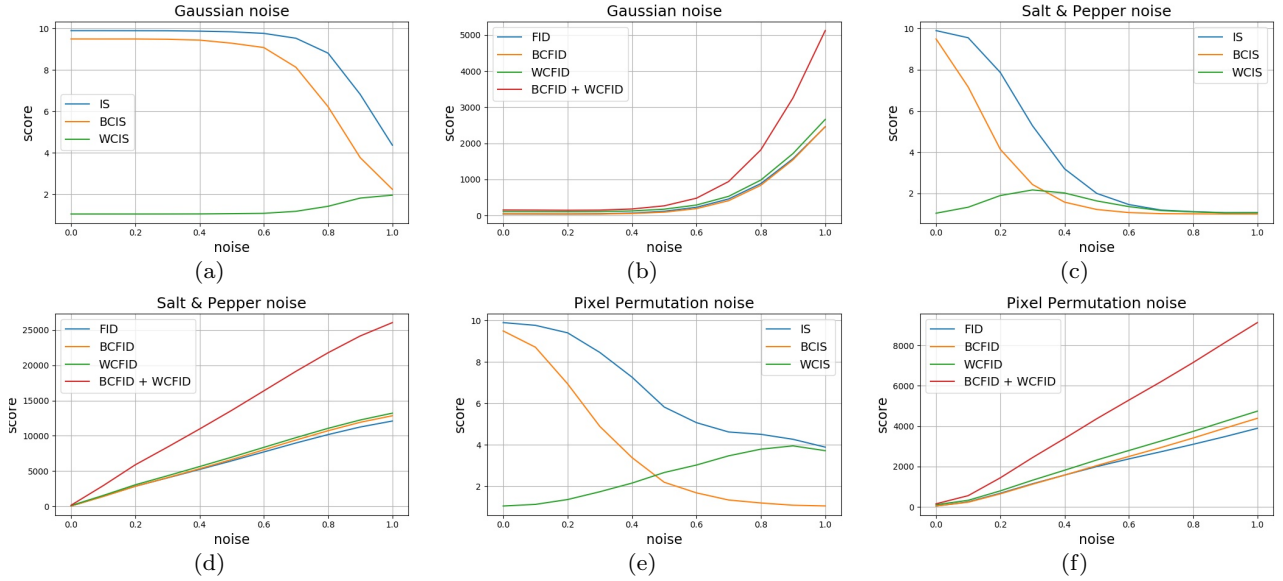 Gaussian noise
score
10
8
6
4
2
IS
BCIS
WCIS
0.0 0.2 0.4 0.6 0.8 1.0
noise
(a)
Gaussian noise
score
5000
4000
3000
2000
1000
0
FID
BCFID
WCFID
BCFID + WCFID
0.0 0.2 0.4 0.6 0.8 1.0
noise
(b)
Salt & Pepper noise
score
10
8
6
4
2
IS
BCIS
WCIS
0.0 0.2 0.4 0.6 0.8 1.0
noise
(c)
Salt & Pepper noise
score
25000
20000
15000
10000
5000
0
FID
BCFID
WCFID
BCFID + WCFID
0.0 0.2 0.4 0.6 0.8 1.0
noise
(d)
Pixel Permutation noise
score
10
8
6
4
2
IS
BCIS
WCIS
0.0 0.2 0.4 0.6 0.8 1.0
noise
(e)
Pixel Permutation noise
score
8000
6000
4000
2000
0
FID
BCFID
WCFID
BCFID + WCFID
0.0 0.2 0.4 0.6 0.8 1.0
noise
(f)